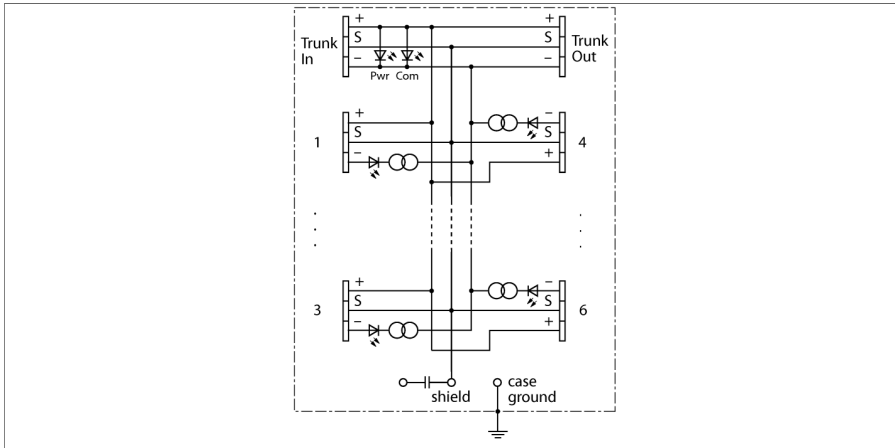 +
S
−
Trunk
In
Pwr
Com
+
S
−
Trunk
Out
+
S
−
1
−
S
+
4
+
S
−
3
−
S
+
6
shield
case
ground